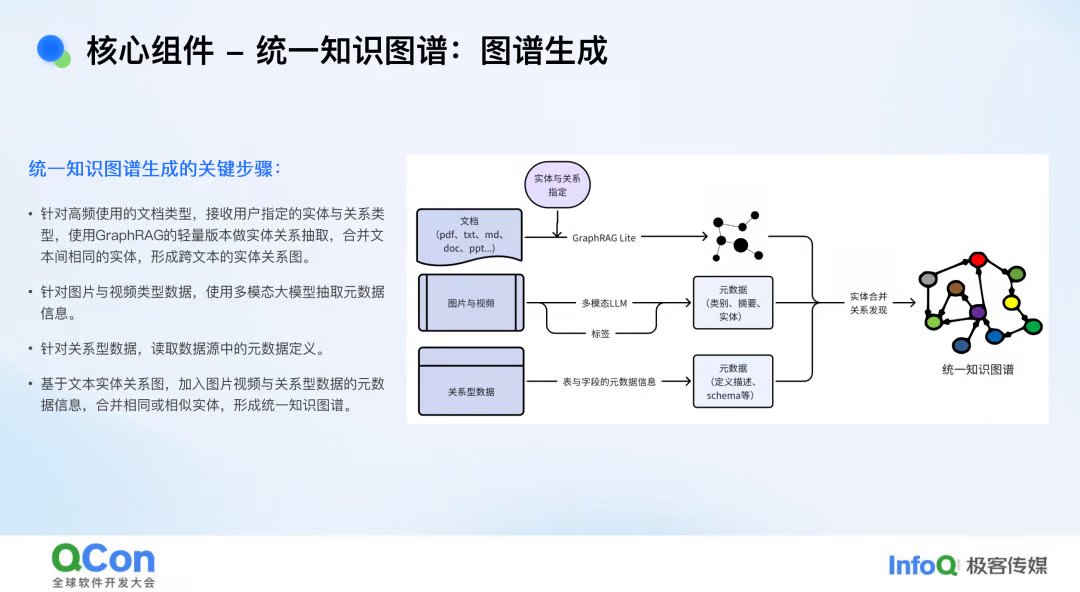 核心组件 – 统一知识图谱：图谱生成
统一知识图谱生成的关键步骤：
• 针对高频使用的文档类型，接收用户指定的实体与关系类
型，使用GraphRAG的轻量版本做实体关系抽取，合并文
本间相同的实体，形成跨文本的实体关系图。
• 针对图片与视频类型数据，使用多模态大模型抽取元数据
信息。
• 针对关系型数据，读取数据源中的元数据定义。
• 基于文本实体关系图，加入图片视频与关系型数据的元数
据信息，合并相同或相似实体，形成统一知识图谱。
实体与关系
指定
文档
（pdf、txt、md、
doc、ppt...）
GraphRAG Lite
图片与视频
多模态LLM
标签
元数据
（类别、摘要、
实体）
关系型数据
表与字段的元数据信息
元数据
（定义描述、
schema等）
实体合并
关系发现
统一知识图谱
QCon
全球软件开发大会
InfoQ 极客传媒